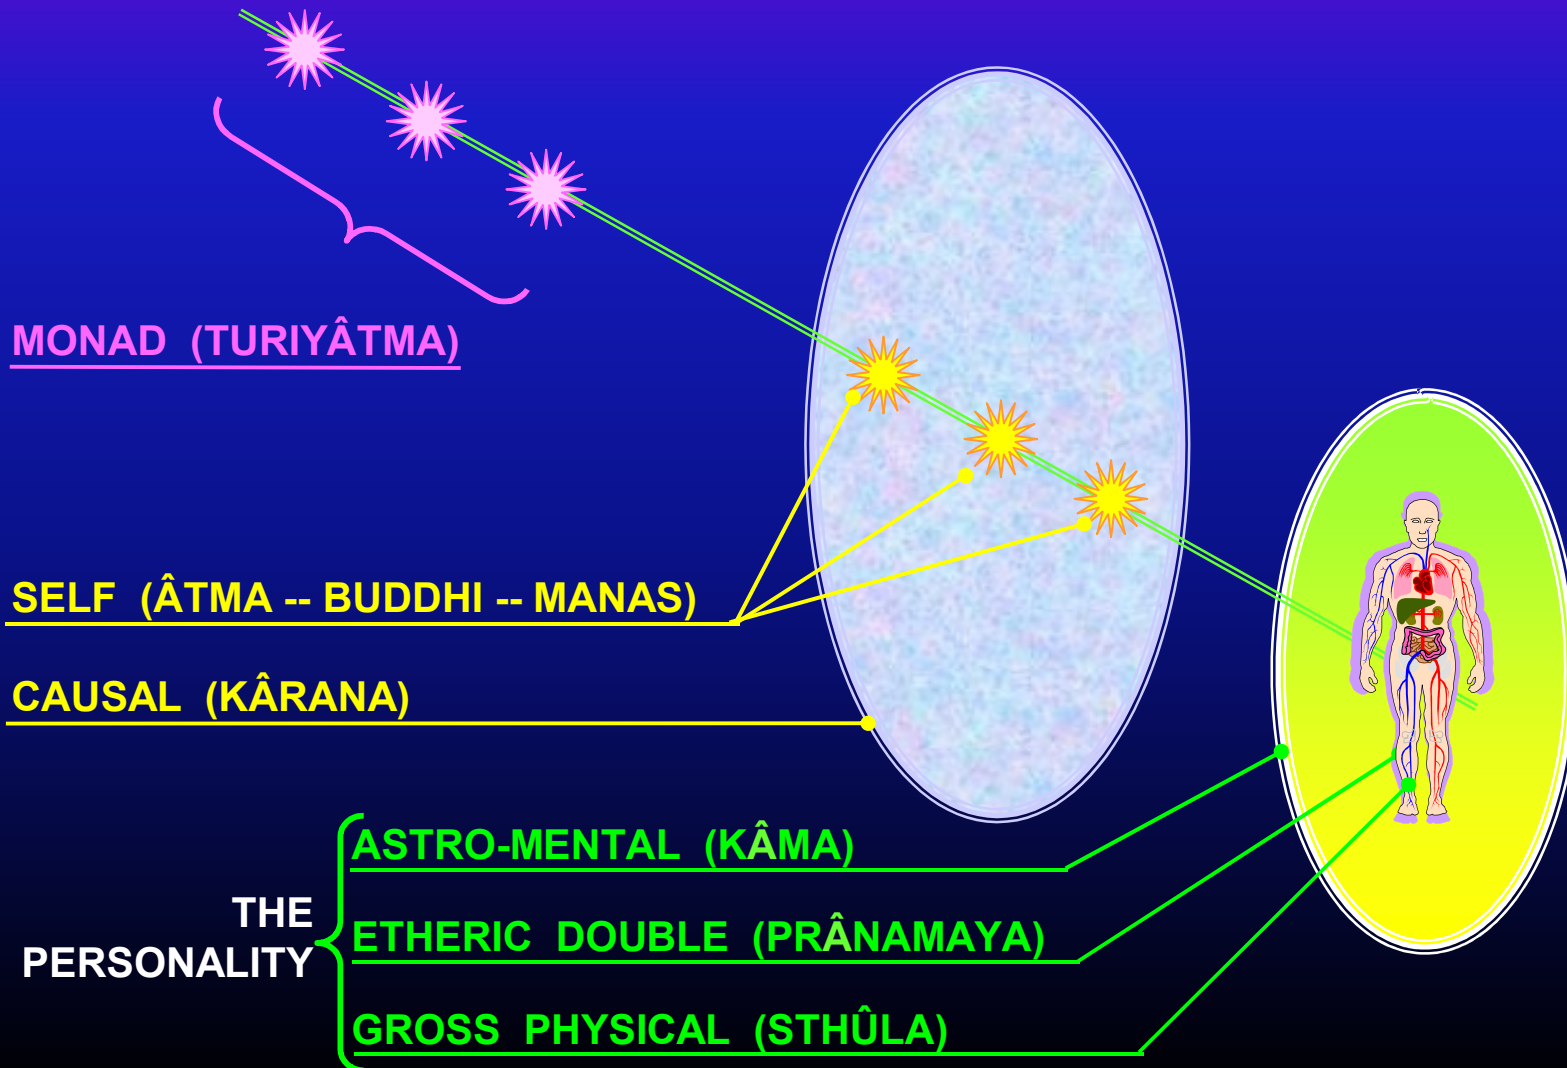 MONAD (TURIYÂTMA)
SELF (ÂTMA -- BUDDHI -- MANAS)
CAUSAL (KÂRANA)
THE
PERSONALITY
ASTRO-MENTAL (KÂMA)
ETHERIC DOUBLE (PRÂNAMAYA)
GROSS PHYSICAL (STHÛLA)